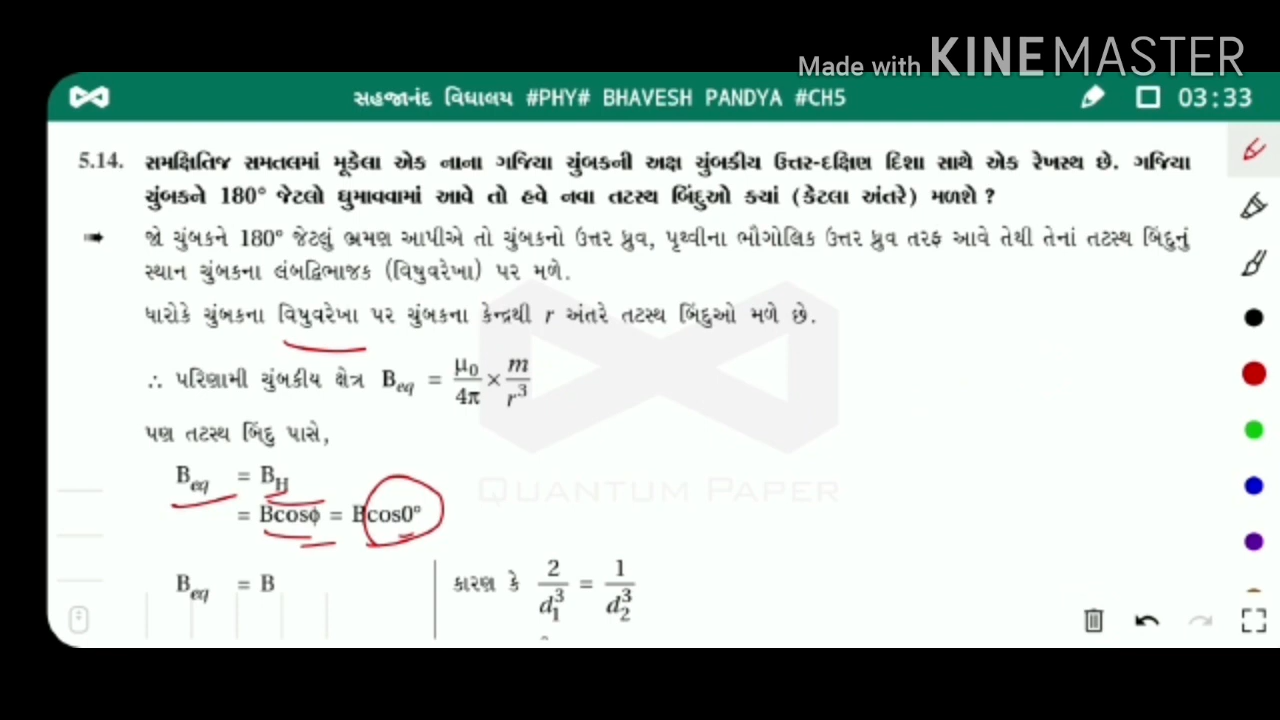 Made with KINEMASTER
સહજાનંદ વિદ્યાલય #PHY# BHAVESH PANDYA #CH5 03:33
5.14. સમક્ષિતિજ સમતલમાં મૂકેલા એક નાના ગજિયા ચુંબકની અક્ષ ચુંબકીય ઉત્તર-દક્ષિણ દિશા સાથે એક રેખસ્થ છે. ગજિયા
ચુંબકને 180° જેટલો ઘુમાવવામાં આવે તો હવે નવા તટસ્થ બિંદુઓ ક્યાં (કેટલા અંતરે) મળશે ?
➠ જો ચુંબકને 180° જેટલું ભ્રમણ આપીએ તો ચુંબકનો ઉત્તર ધ્રુવ, પૃથ્વીના ભૌગોલિક ઉત્તર ધ્રુવ તરફ આવે તેથી તેનાં તટસ્થ બિંદુનું
સ્થાન ચુંબકના લંબદ્વિભાજક (વિષુવરેખા) પર મળે.
ધારોકે ચુંબકના વિષુવરેખા પર ચુંબકના કેન્દ્રથી r અંતરે તટસ્થ બિંદુઓ મળે છે.
∴ પરિણામી ચુંબકીય ક્ષેત્ર B_eq = μ₀/4π × m/r³
પણ તટસ્થ બિંદુ પાસે,
B_eq = B_H
= Bcosϕ = Bcos0°
B_eq = B | કારણ કે 2/d₁³ = 1/d₂³
QUANTUM PAPER